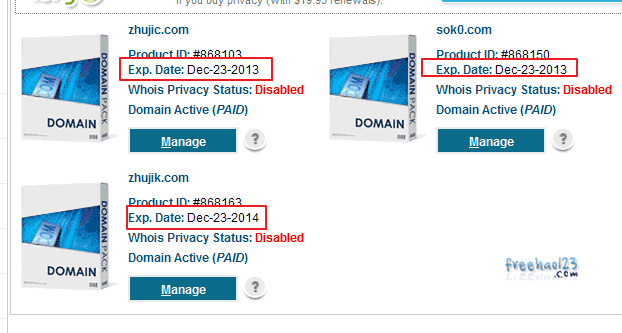 If you buy privacy (with $19.95 renewals).
zhujic.com
Product ID: #868103
Exp. Date: Dec-23-2013
Whois Privacy Status: Disabled
Domain Active (PAID)
Manage
?
DOMAIN PACK
DOMAIN
sok0.com
Product ID: #868150
Exp. Date: Dec-23-2013
Whois Privacy Status: Disabled
Domain Active (PAID)
Manage
?
DOMAIN PACK
DOMAIN
zhujik.com
Product ID: #868163
Exp. Date: Dec-23-2014
Whois Privacy Status: Disabled
Domain Active (PAID)
Manage
?
DOMAIN PACK
DOMAIN
freehao123
.com